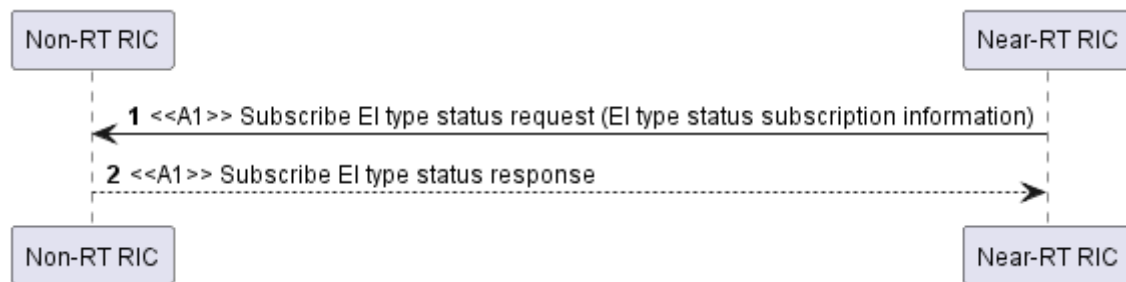 Non-RT RIC
Near-RT RIC
1 <<A1>> Subscribe EI type status request (EI type status subscription information)
2 <<A1>> Subscribe EI type status response
Non-RT RIC
Near-RT RIC